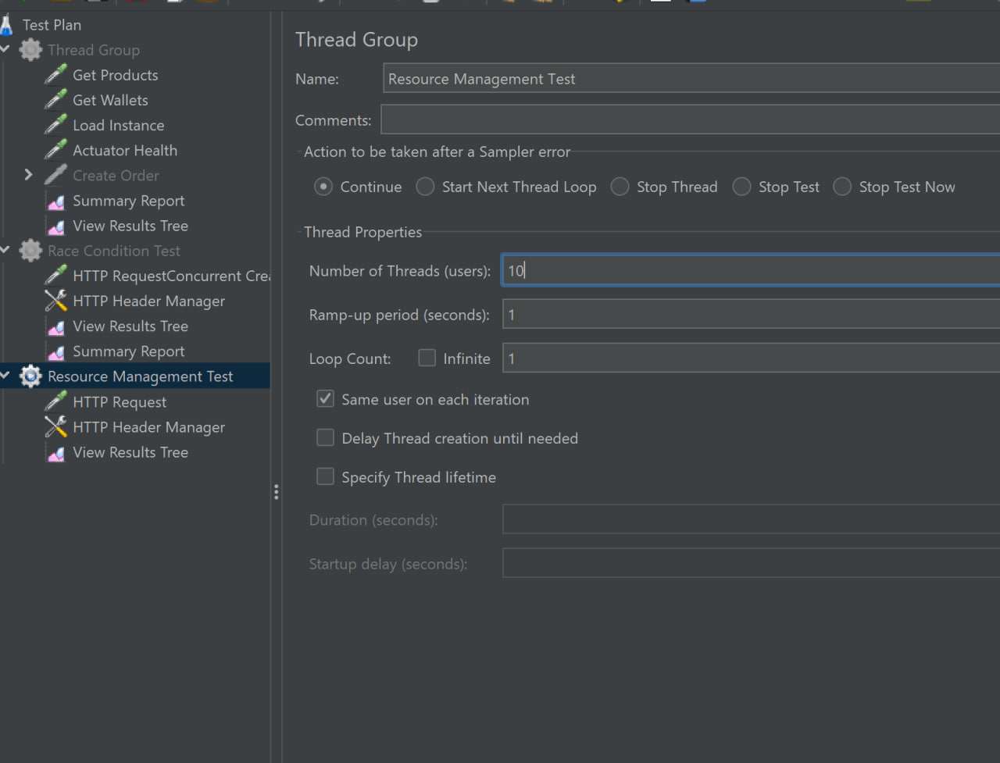 Test Plan
Thread Group
Get Products
Get Wallets
Load Instance
Actuator Health
Create Order
Summary Report
View Results Tree
Race Condition Test
HTTP RequestConcurrent Crea
HTTP Header Manager
View Results Tree
Summary Report
Resource Management Test
HTTP Request
HTTP Header Manager
View Results Tree
Thread Group
Name: Resource Management Test
Comments:
Action to be taken after a Sampler error
Continue Start Next Thread Loop Stop Thread Stop Test Stop Test Now
Thread Properties
Number of Threads (users): 10
Ramp-up period (seconds): 1
Loop Count: Infinite 1
Same user on each iteration
Delay Thread creation until needed
Specify Thread lifetime
Duration (seconds):
Startup delay (seconds):